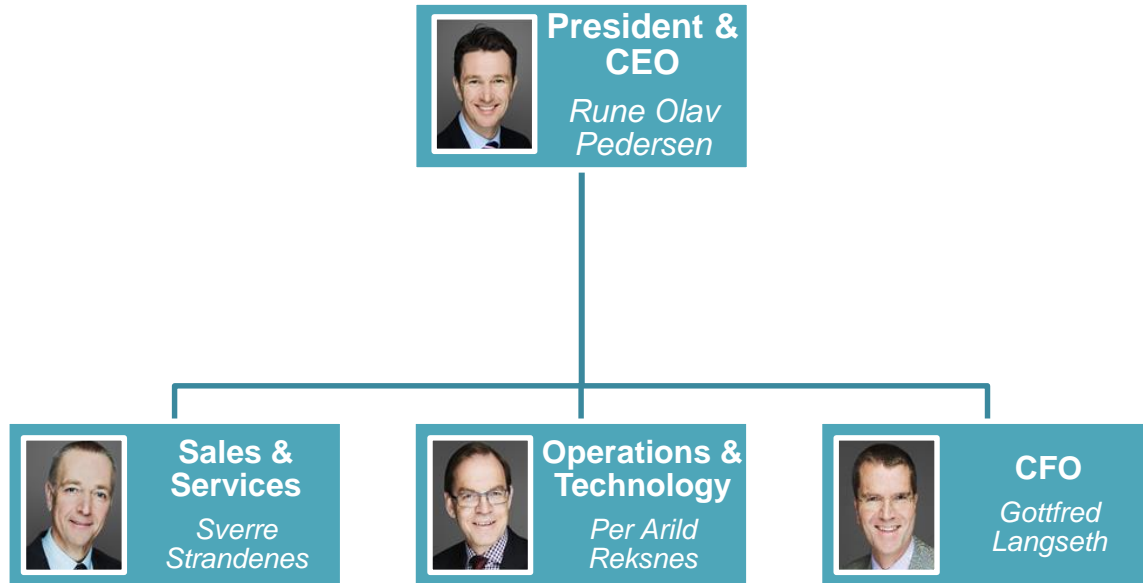 President &
CEO
Rune Olav
Pedersen
Sales &
Services
Sverre
Strandenes
Operations &
Technology
Per Arild
Reksnes
CFO
Gottfred
Langseth